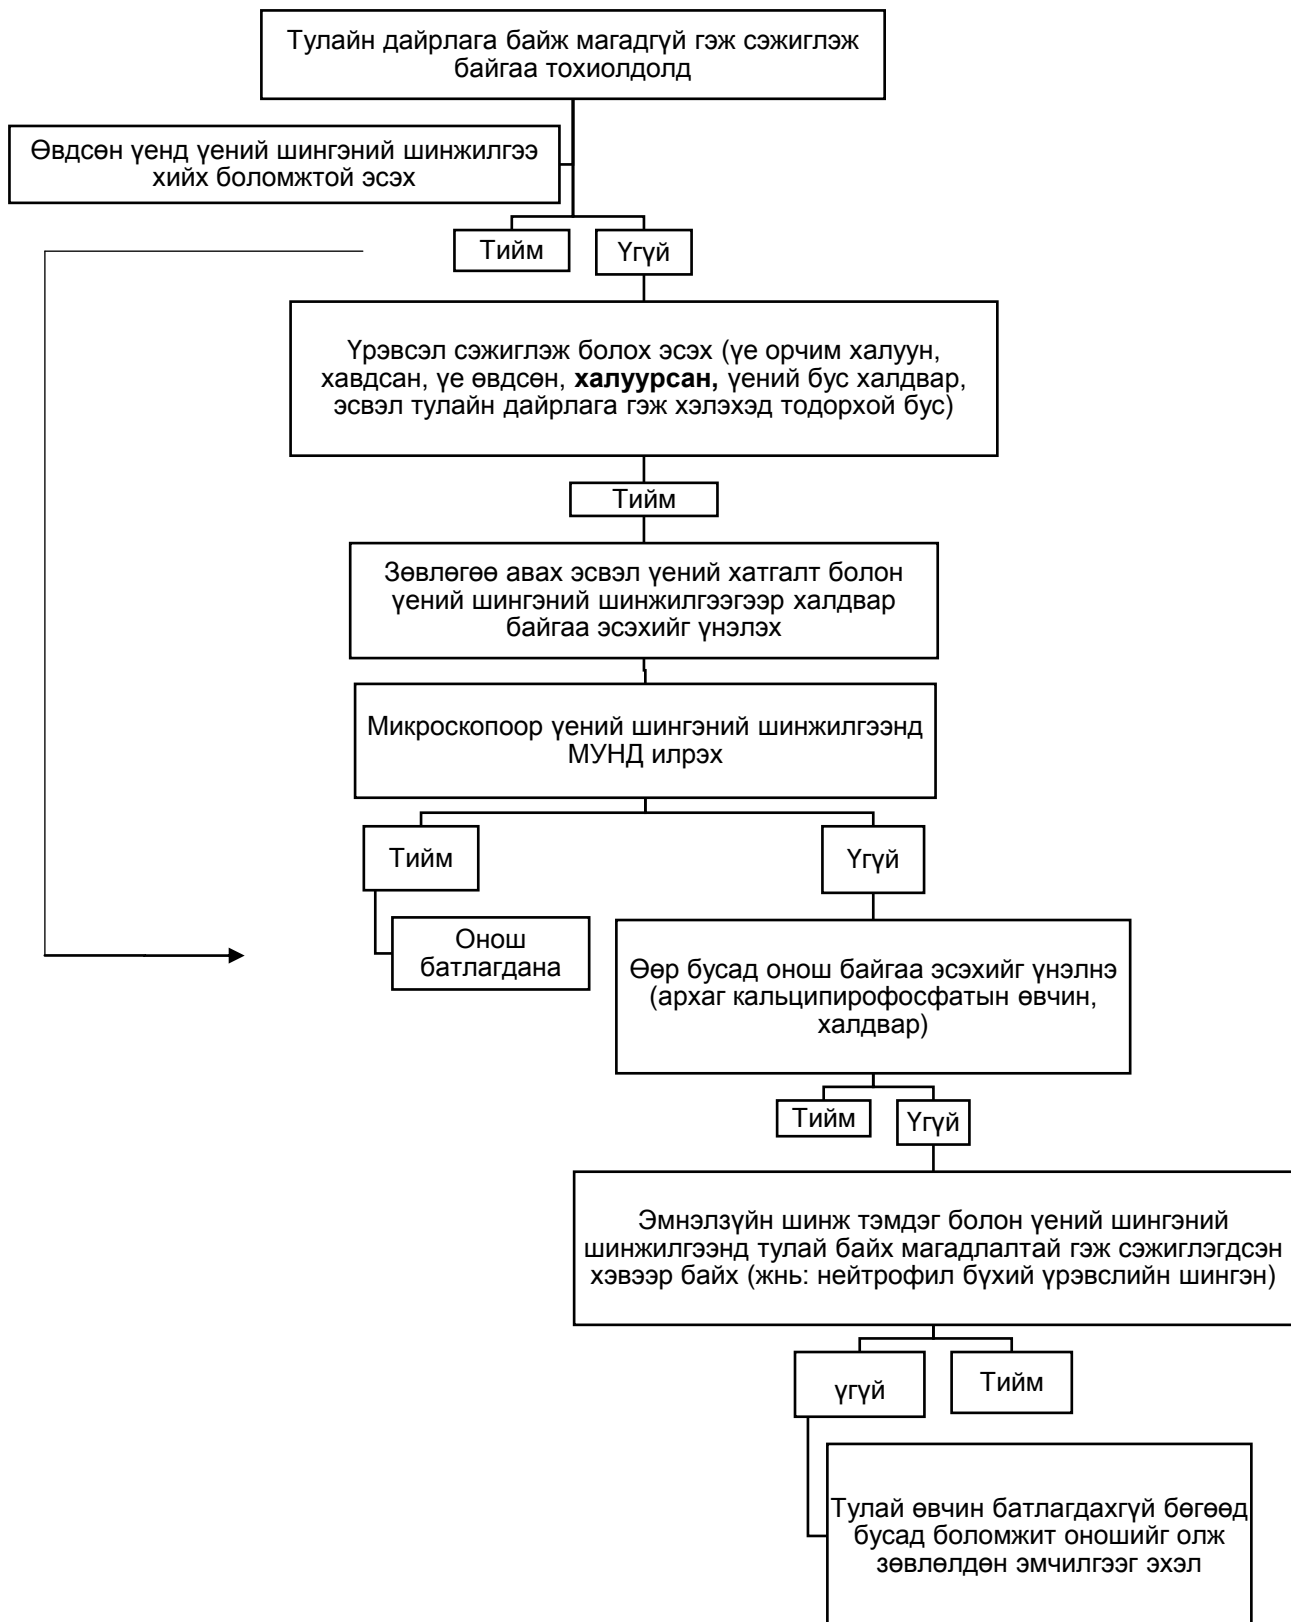 Тулайн дайрлага байж магадгүй гэж сэжиглэж
байгаа тохиолдолд
Өвдсөн үенд үений шингэний шинжилгээ
хийх боломжтой эсэх
Тийм
Үгүй
Үрэвсэл сэжиглэж болох эсэх (үе орчим халуун,
хавдсан, үе өвдсөн, халуурсан, үений бус халдвар,
эсвэл тулайн дайрлага гэж хэлэхэд тодорхой бус)
Тийм
Зөвлөгөө авах эсвэл үений хатгалт болон
үений шингэний шинжилгээгээр халдвар
байгаа эсэхийг үнэлэх
Микроскопоор үений шингэний шинжилгээнд
МУНД илрэх
Тийм
Үгүй
Онош
батлагдана
Өөр бусад онош байгаа эсэхийг үнэлнэ
(архаг кальципирофосфатын өвчин,
халдвар)
Тийм
Үгүй
Эмнэлзүйн шинж тэмдэг болон үений шингэний
шинжилгээнд тулай байх магадлалтай гэж сэжиглэгдсэн
хэвээр байх (жнь: нейтрофил бүхий үрэвслийн шингэн)
үгүй
Тийм
Тулай өвчин батлагдахгүй бөгөөд
бусад боломжит оношийг олж
зөвлөлдөн эмчилгээг эхэл